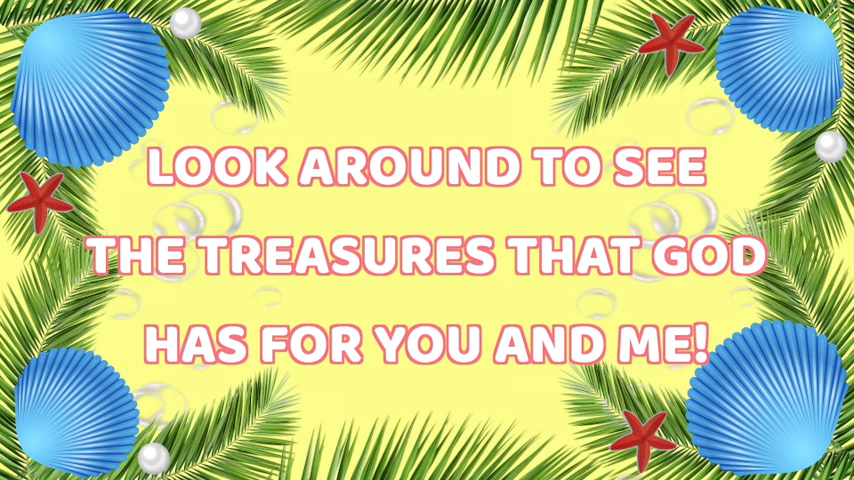 LOOK AROUND TO SEE
THE TREASURES THAT GOD
HAS FOR YOU AND ME!